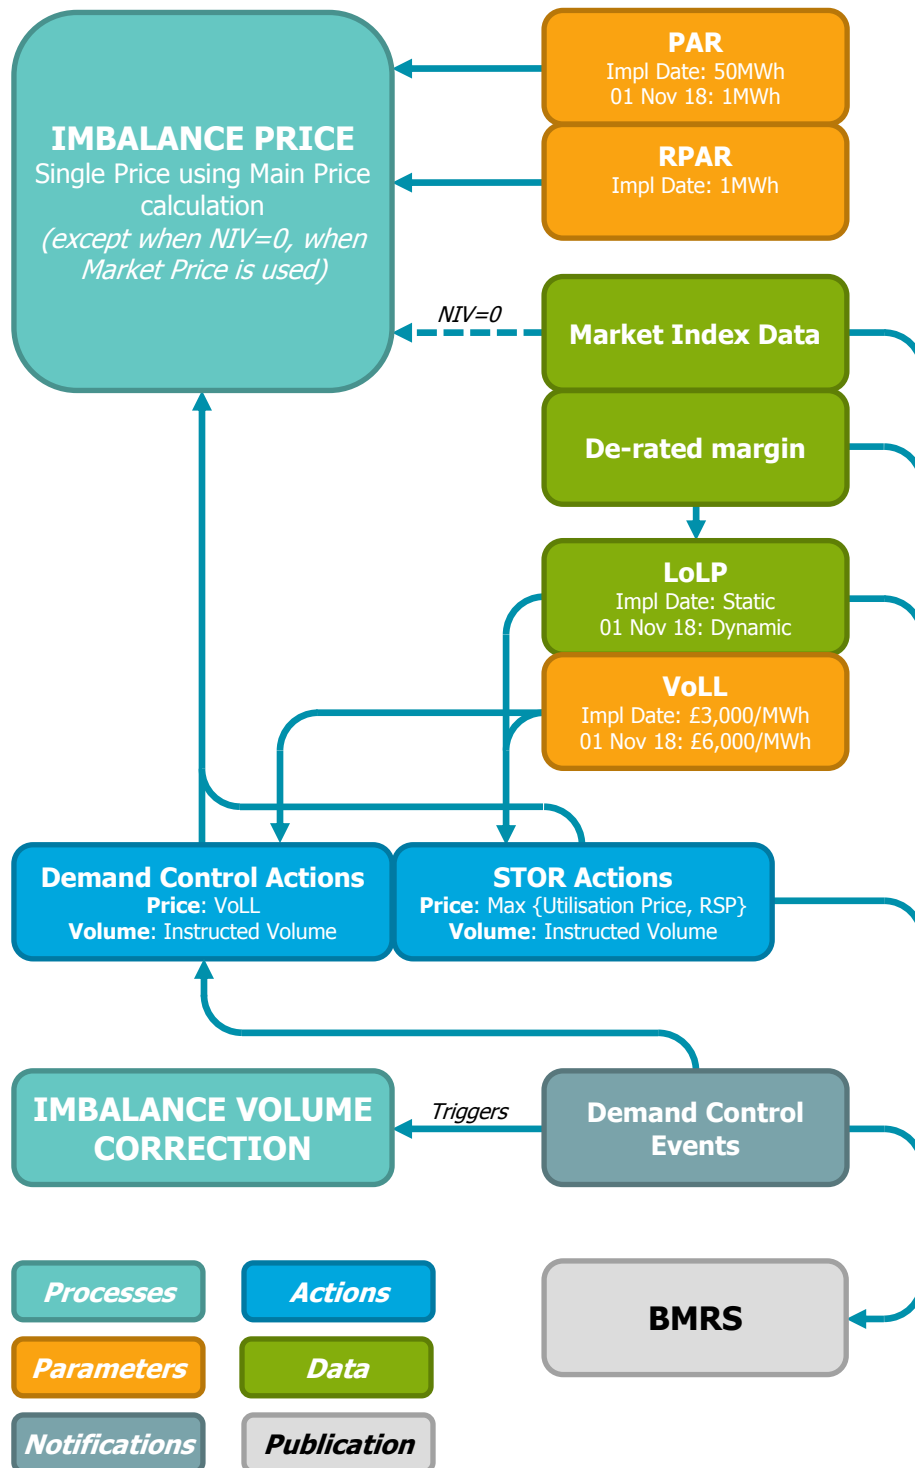 PAR
Impl Date: 50MWh
01 Nov 18: 1MWh
RPAR
Impl Date: 1MWh
IMBALANCE PRICE
Single Price using Main Price
calculation
(except when NIV=0, when
Market Price is used)
NIV=0
Market Index Data
De-rated margin
LoLP
Impl Date: Static
01 Nov 18: Dynamic
VoLL
Impl Date: £3,000/MWh
01 Nov 18: £6,000/MWh
Demand Control Actions
Price: VoLL
Volume: Instructed Volume
STOR Actions
Price: Max {Utilisation Price, RSP}
Volume: Instructed Volume
IMBALANCE VOLUME
CORRECTION
Triggers
Demand Control
Events
Processes
Actions
Parameters
Data
Notifications
Publication
BMRS